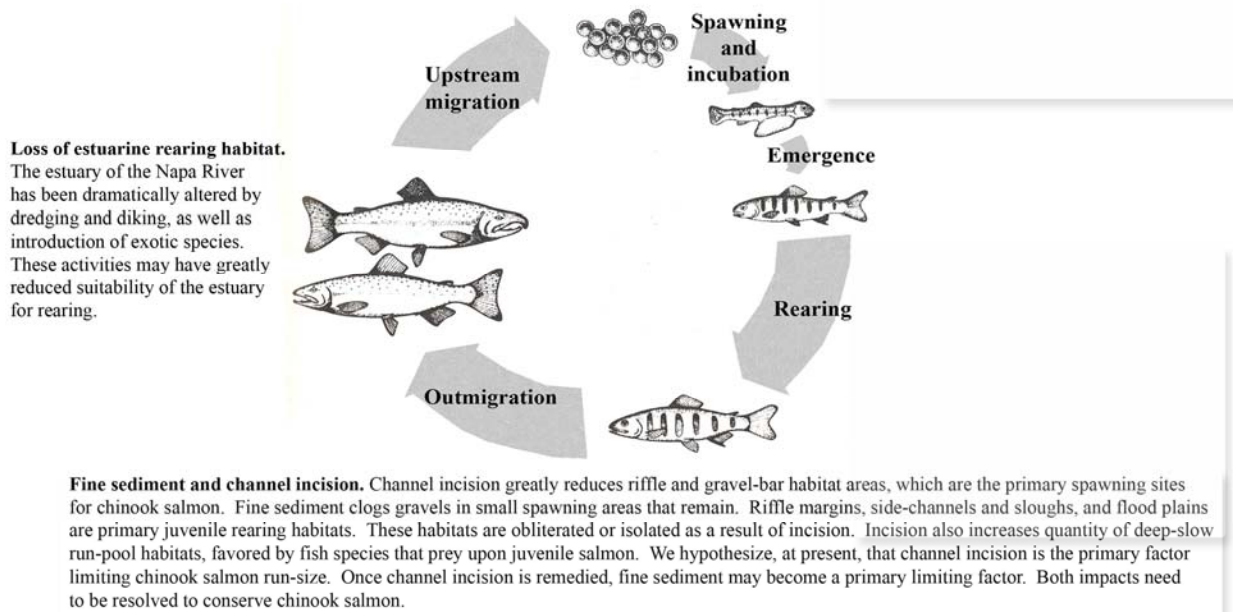 Spawning
and
incubation
Upstream
migration
Emergence
Loss of estuarine rearing habitat.
The estuary of the Napa River
has been dramatically altered by
dredging and diking, as well as
introduction of exotic species.
These activities may have greatly
reduced suitability of the estuary
for rearing.
Rearing
Outmigration
Fine sediment and channel incision. Channel incision greatly reduces riffle and gravel-bar habitat areas, which are the primary spawning sites
for chinook salmon. Fine sediment clogs gravels in small spawning areas that remain. Riffle margins, side-channels and sloughs, and flood plains
are primary juvenile rearing habitats. These habitats are obliterated or isolated as a result of incision. Incision also increases quantity of deep-slow
run-pool habitats, favored by fish species that prey upon juvenile salmon. We hypothesize, at present, that channel incision is the primary factor
limiting chinook salmon run-size. Once channel incision is remedied, fine sediment may become a primary limiting factor. Both impacts need
to be resolved to conserve chinook salmon.